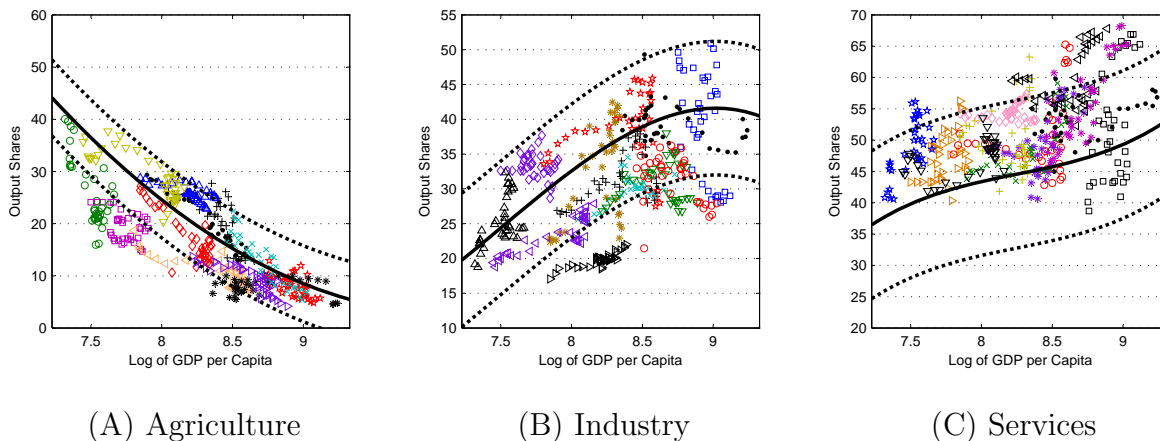 60
50
40
30
20
10
0
Output Shares
7.5 8 8.5 9
Log of GDP per Capita
(A) Agriculture
55
50
45
40
35
30
25
20
15
10
Output Shares
7.5 8 8.5 9
Log of GDP per Capita
(B) Industry
70
65
60
55
50
45
40
35
30
25
20
Output Shares
7.5 8 8.5 9
Log of GDP per Capita
(C) Services